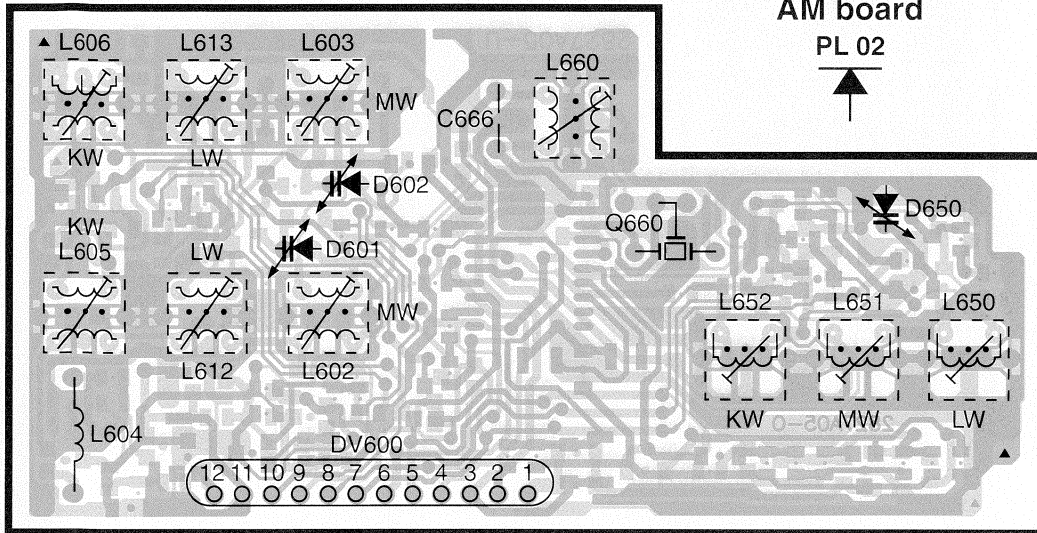 AM board
PL 02
L606 L613 L603
L660
MW
C666
KW LW
D602
D650
KW
Q660
L605 LW D601
L652 L651 L650
MW
L612 L602
KW MW LW
L604
DV600
12 11 10 9 8 7 6 5 4 3 2 1